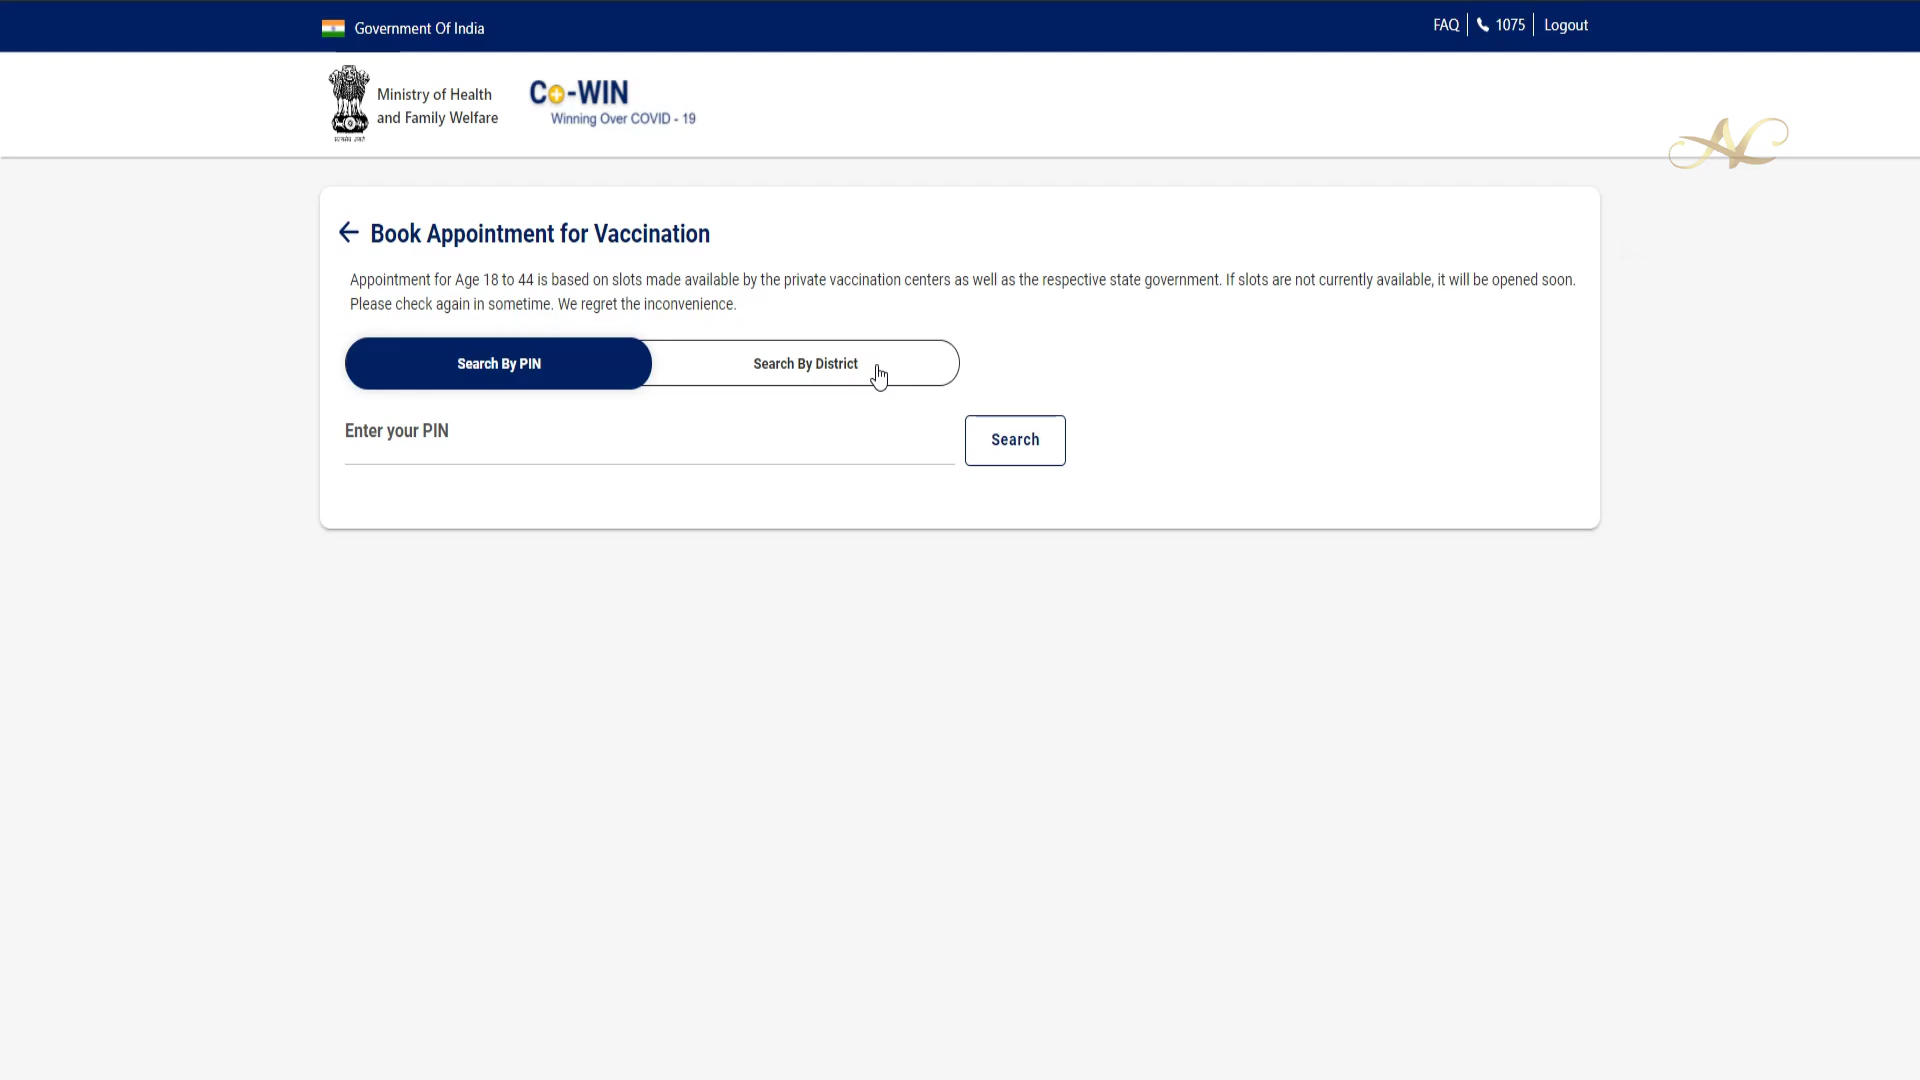 Government Of India
FAQ
1075
Logout
Ministry of Health
and Family Welfare
Co-WIN
Winning Over COVID - 19
AC
Book Appointment for Vaccination
Appointment for Age 18 to 44 is based on slots made available by the private vaccination centers as well as the respective state government. If slots are not currently available, it will be opened soon.
Please check again in sometime. We regret the inconvenience.
Search By PIN
Search By District
Enter your PIN
Search